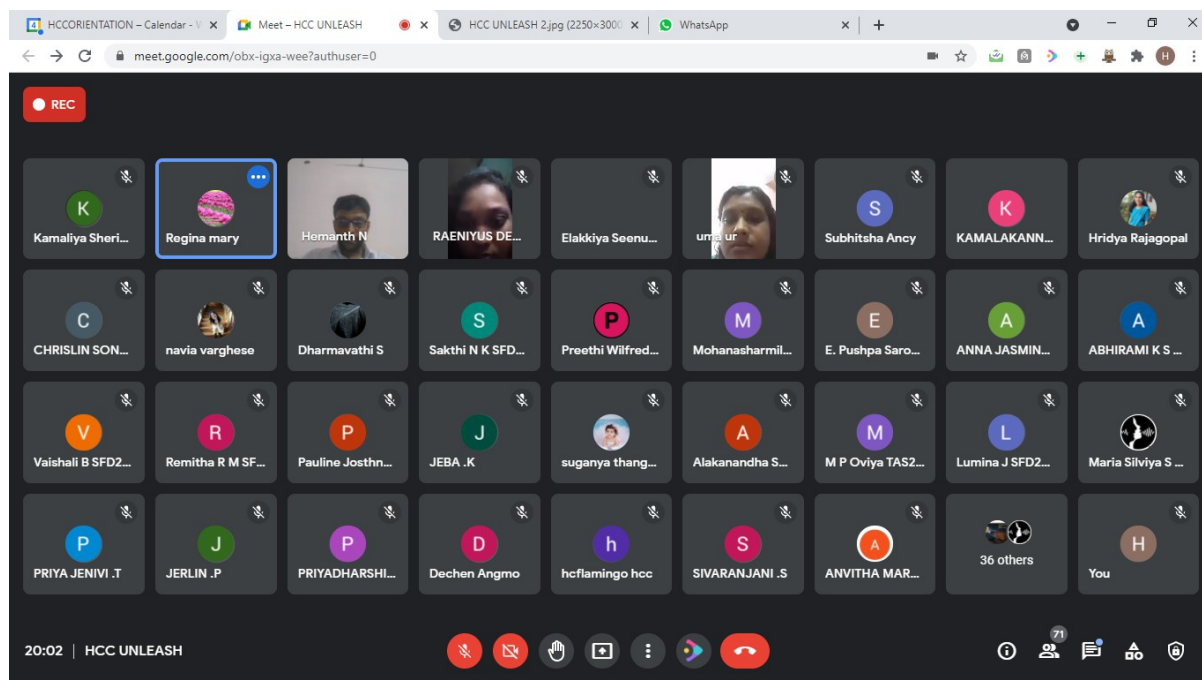 HCCORIENTATION – Calendar - V
Meet – HCC UNLEASH
HCC UNLEASH 2.jpg (2250×3000
WhatsApp
meet.google.com/obx-igxa-wee?authuser=0
H
REC
K
Kamaliya Sheri...
Regina mary
Hemanth N
RAENIYUS DE...
Elakkiya Seenu...
uma ur
S
Subhitsha Ancy
K
KAMALAKANN...
Hridya Rajagopal
C
CHRISLIN SON...
navia varghese
Dharmavathi S
S
Sakthi N K SFD...
P
Preethi Wilfred...
M
Mohanasharmil...
E
E. Pushpa Saro...
A
ANNA JASMIN...
A
ABHIRAMI K S ...
V
Vaishali B SFD2...
R
Remitha R M SF...
P
Pauline Josthn...
J
JEBA .K
suganya thang...
A
Alakanandha S...
M
M P Oviya TAS2...
L
Lumina J SFD2...
Maria Silviya S ...
P
PRIYA JENIVI .T
J
JERLIN .P
P
PRIYADHARSHI...
D
Dechen Angmo
h
hcflamingo hcc
S
SIVARANJANI .S
A
ANVITHA MAR...
36 others
H
You
20:02 | HCC UNLEASH
71